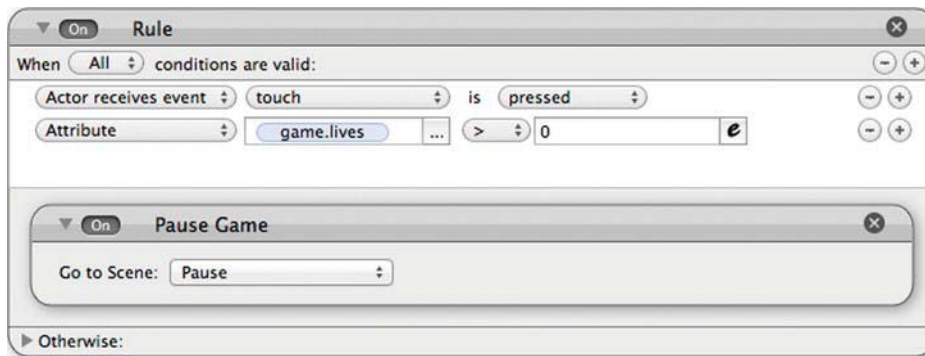 On Rule
When All conditions are valid:
Actor receives event touch is pressed
Attribute game.lives ... > 0 e
On Pause Game
Go to Scene: Pause
Otherwise: